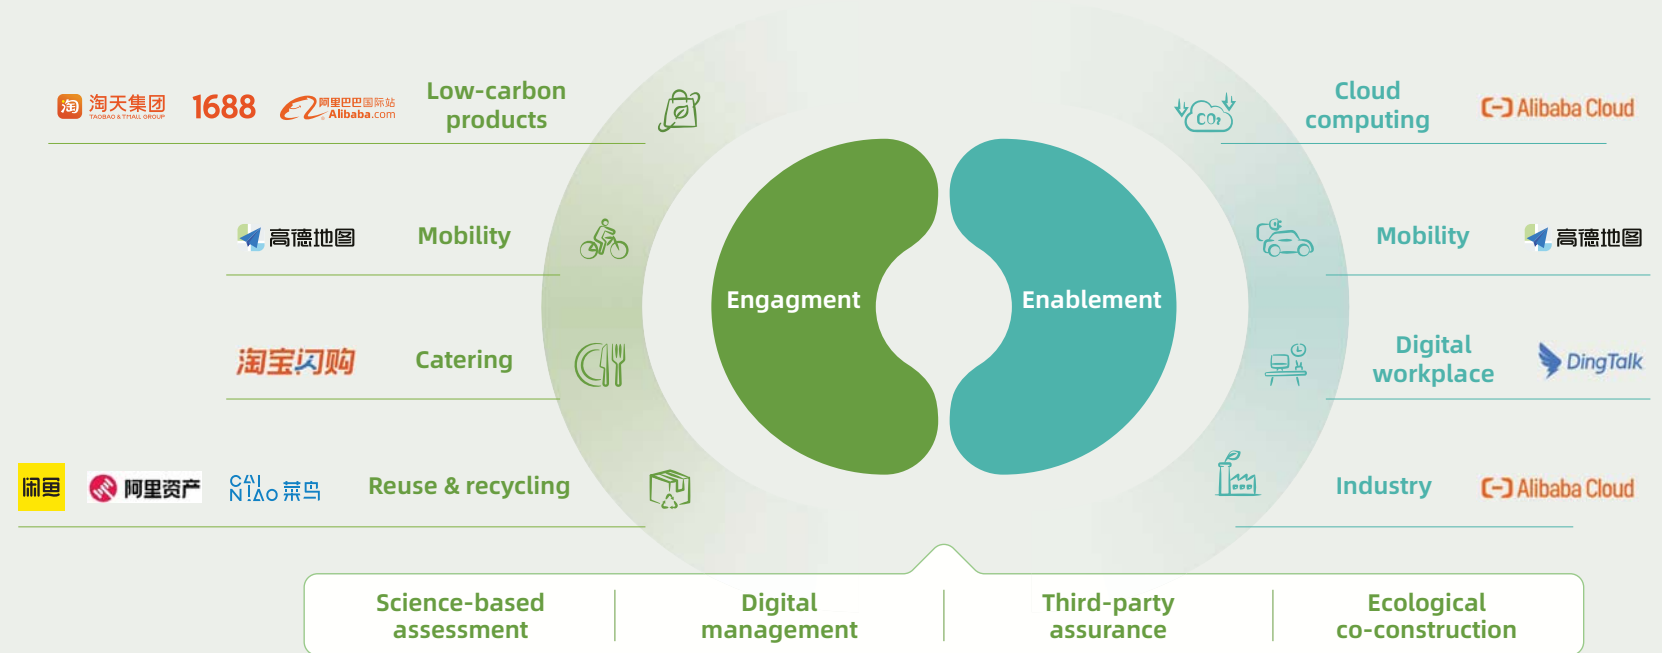 淘
淘天集团
TAOBAO & TMALL GROUP
1688
阿里巴巴国际站
Alibaba.com
Low-carbon
products
CO₂
Cloud
computing
Alibaba Cloud
高德地图
Mobility
Mobility
高德地图
Engagment
Enablement
淘宝闪购
Catering
Digital
workplace
DingTalk
闲鱼
阿里资产
CAI
NIAO 菜鸟
Reuse & recycling
Industry
Alibaba Cloud
Science-based
assessment
Digital
management
Third-party
assurance
Ecological
co-construction